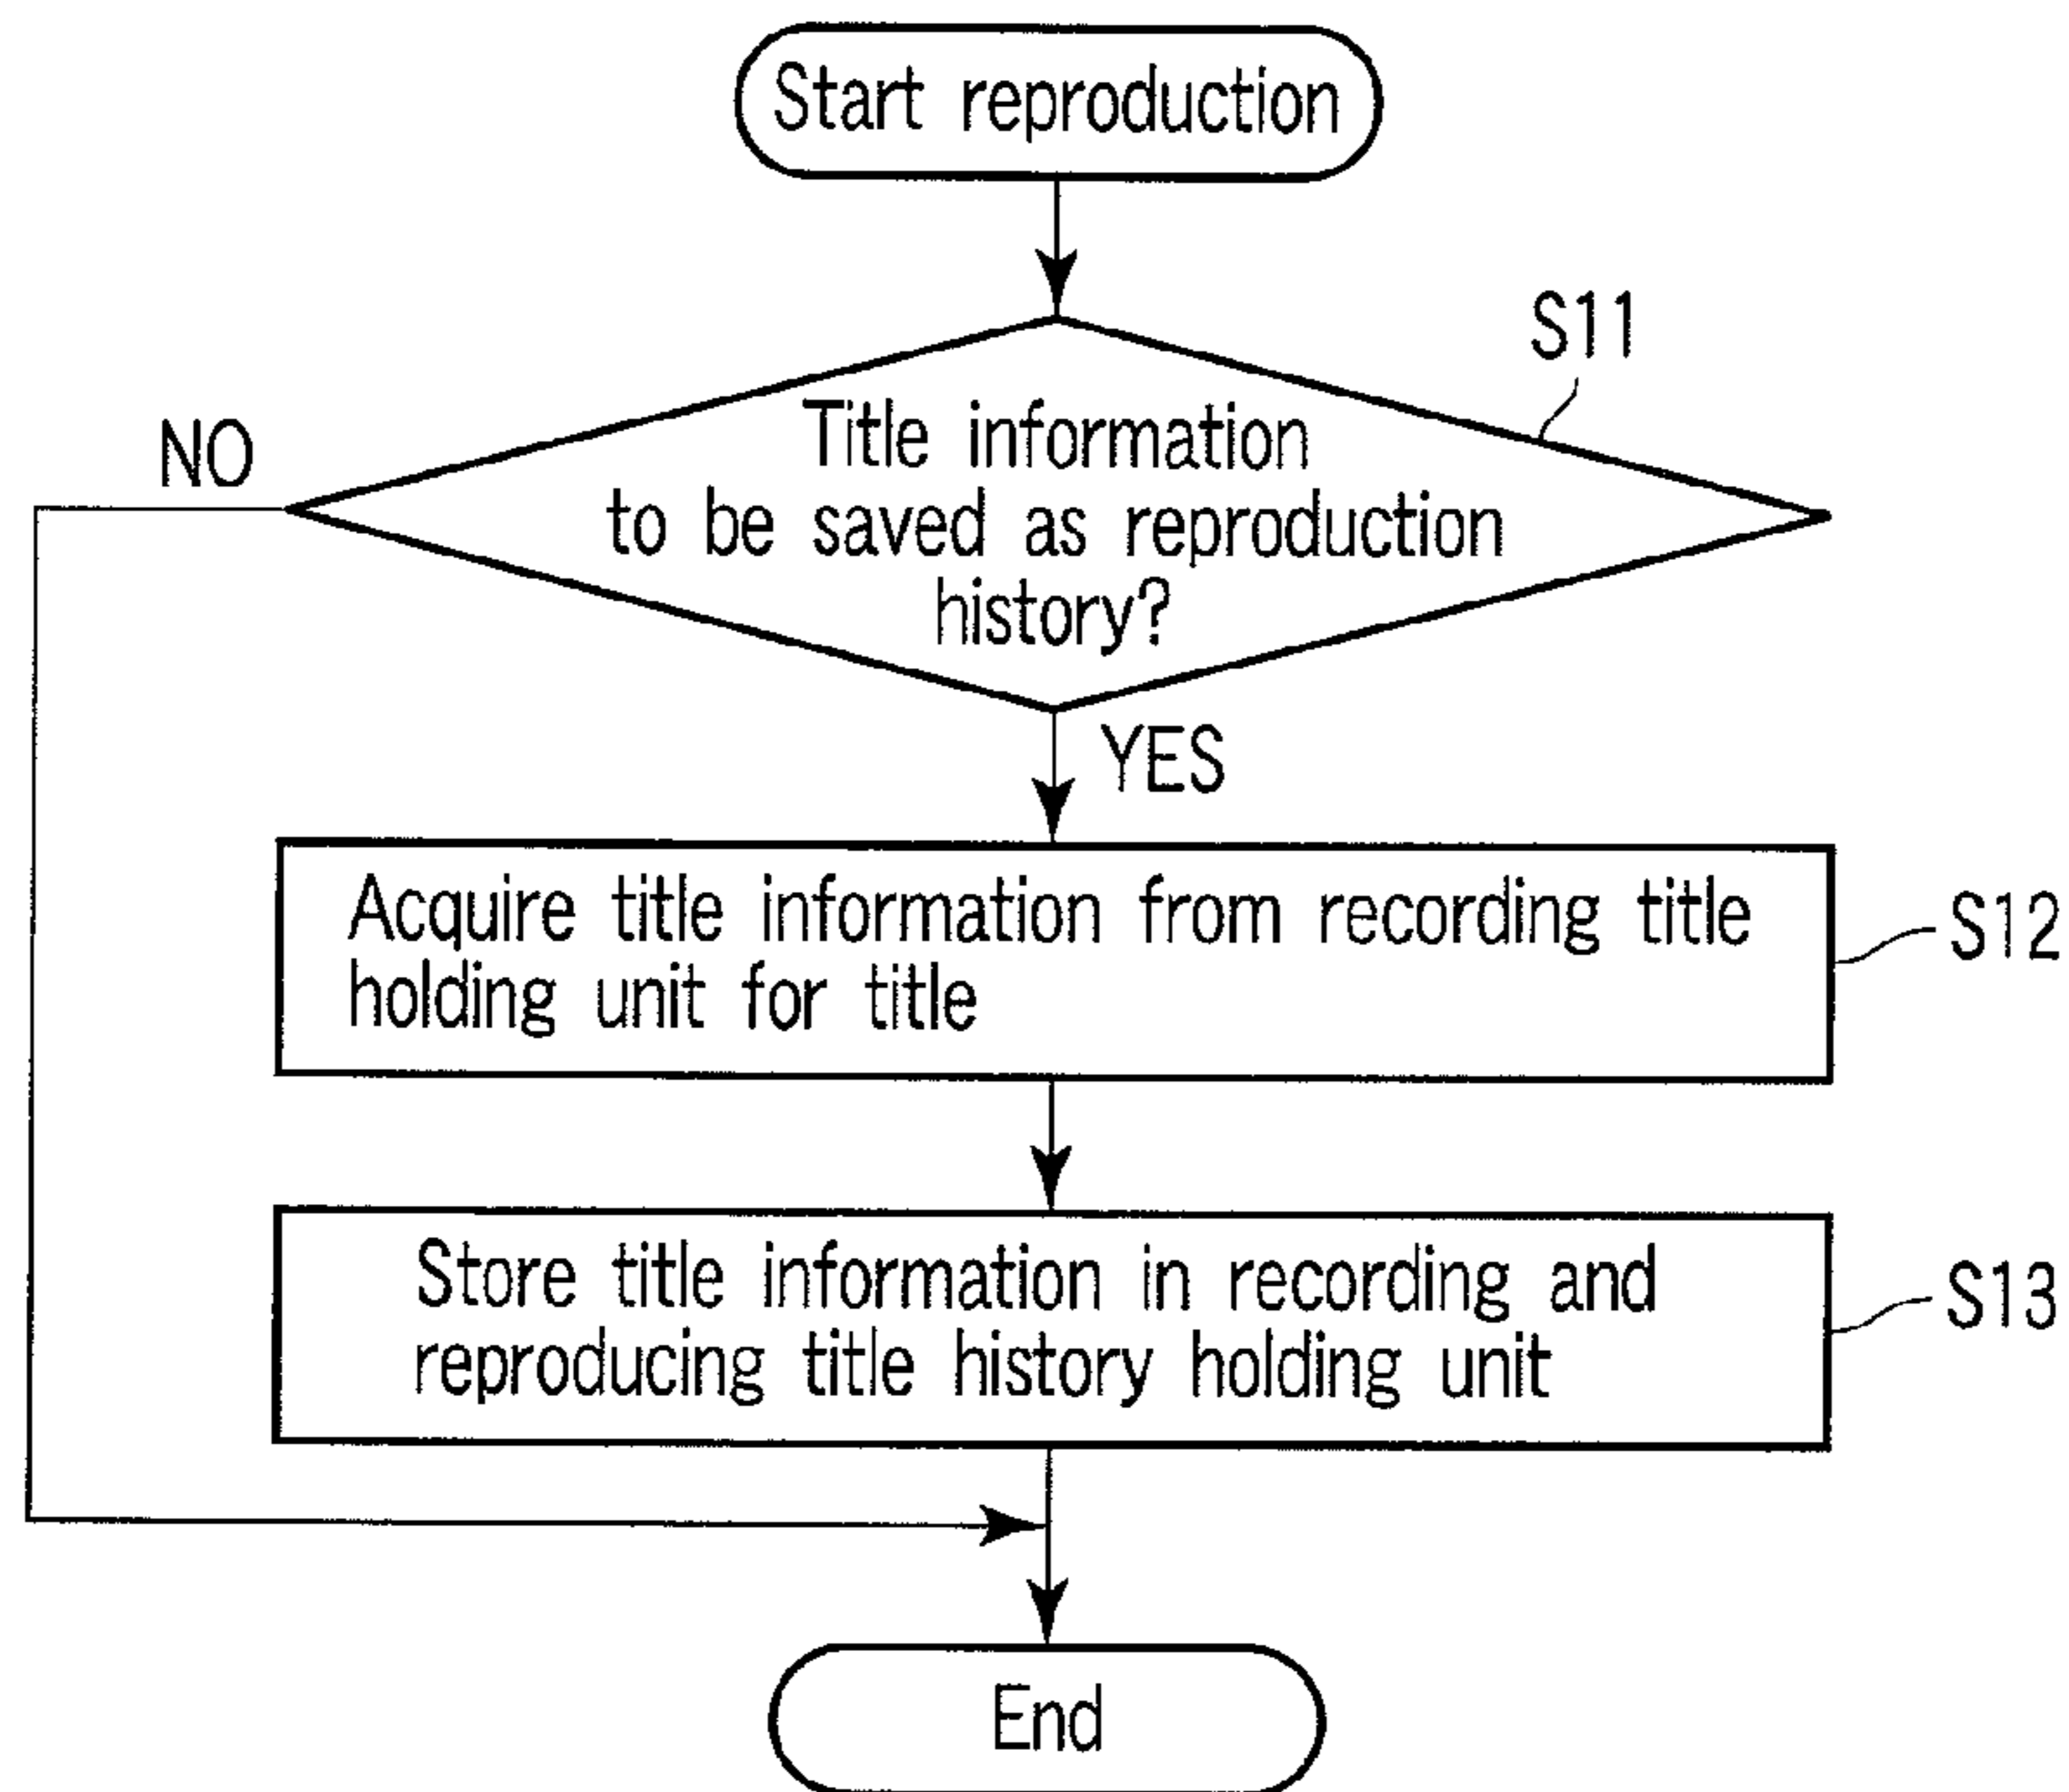 Start reproduction
S11
NO
Title information
to be saved as reproduction
history?
YES
Acquire title information from recording title
holding unit for title
S12
Store title information in recording and
reproducing title history holding unit
S13
End